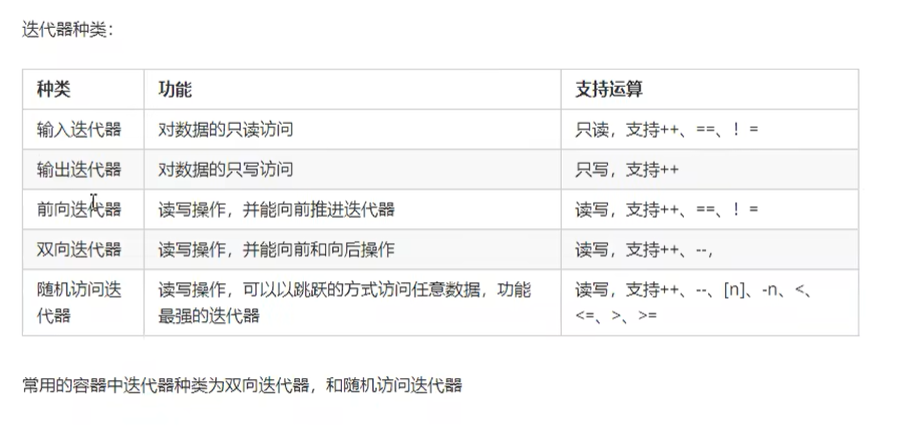 迭代器种类：
种类 功能 支持运算
输入迭代器 对数据的只读访问 只读，支持++、==、！=
输出迭代器 对数据的只写访问 只写，支持++
前向迭代器 读写操作，并能向前推进迭代器 读写，支持++、==、！=
双向迭代器 读写操作，并能向前和向后操作 读写，支持++、--，
随机访问迭 读写操作，可以以跳跃的方式访问任意数据，功能 读写，支持++、--、[n]、-n、<、
代器 最强的迭代器 <=、>、>=
常用的容器中迭代器种类为双向迭代器，和随机访问迭代器